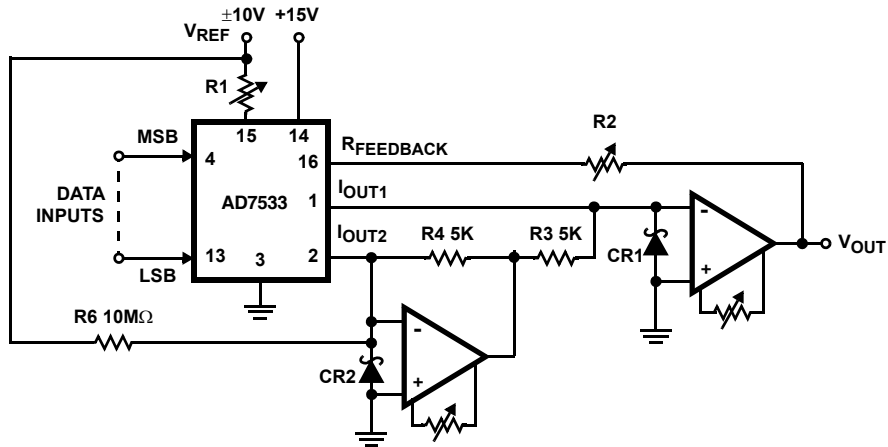 ±10V
+15V
V_REF
R1
R2
15
14
MSB
R_FEEDBACK
4
16
I_OUT1
DATA INPUTS
AD7533
1
I_OUT2
R4 5K
R3 5K
-
V_OUT
13
3
2
CR1
LSB
+
R6 10MΩ
-
CR2
+